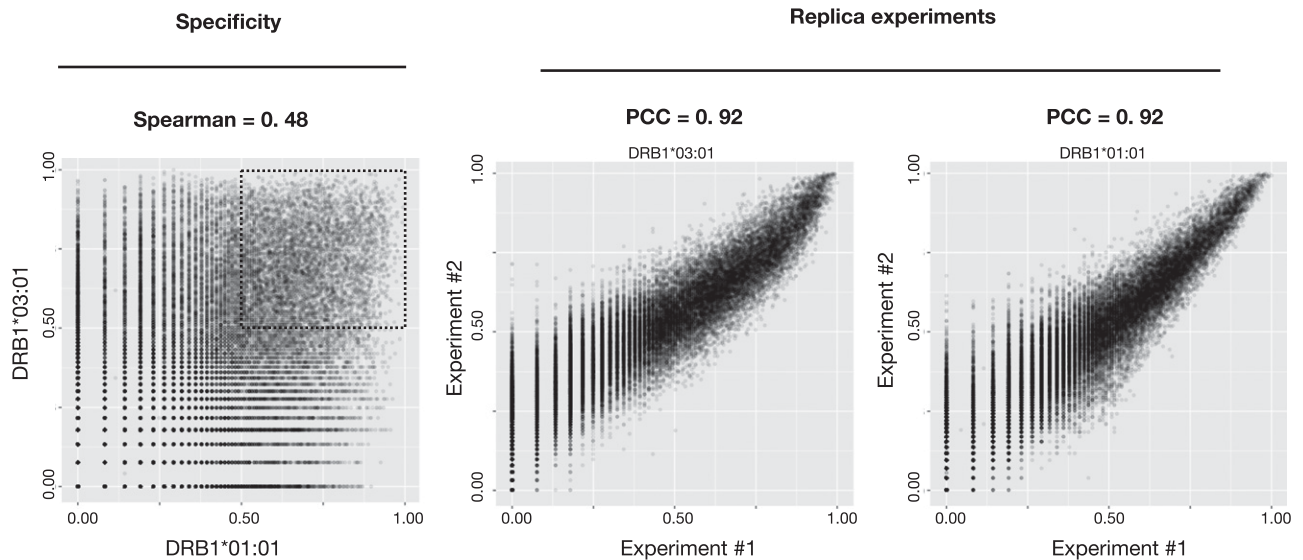 Specificity
Replica experiments
Spearman = 0. 48
PCC = 0. 92
PCC = 0. 92
DRB1*03:01
DRB1*01:01
1.00
0.50
0.00
DRB1*03:01
0.00 0.50 1.00
DRB1*01:01
1.00
0.50
0.00
Experiment #2
0.00 0.50 1.00
Experiment #1
1.00
0.50
0.00
Experiment #2
0.00 0.50 1.00
Experiment #1